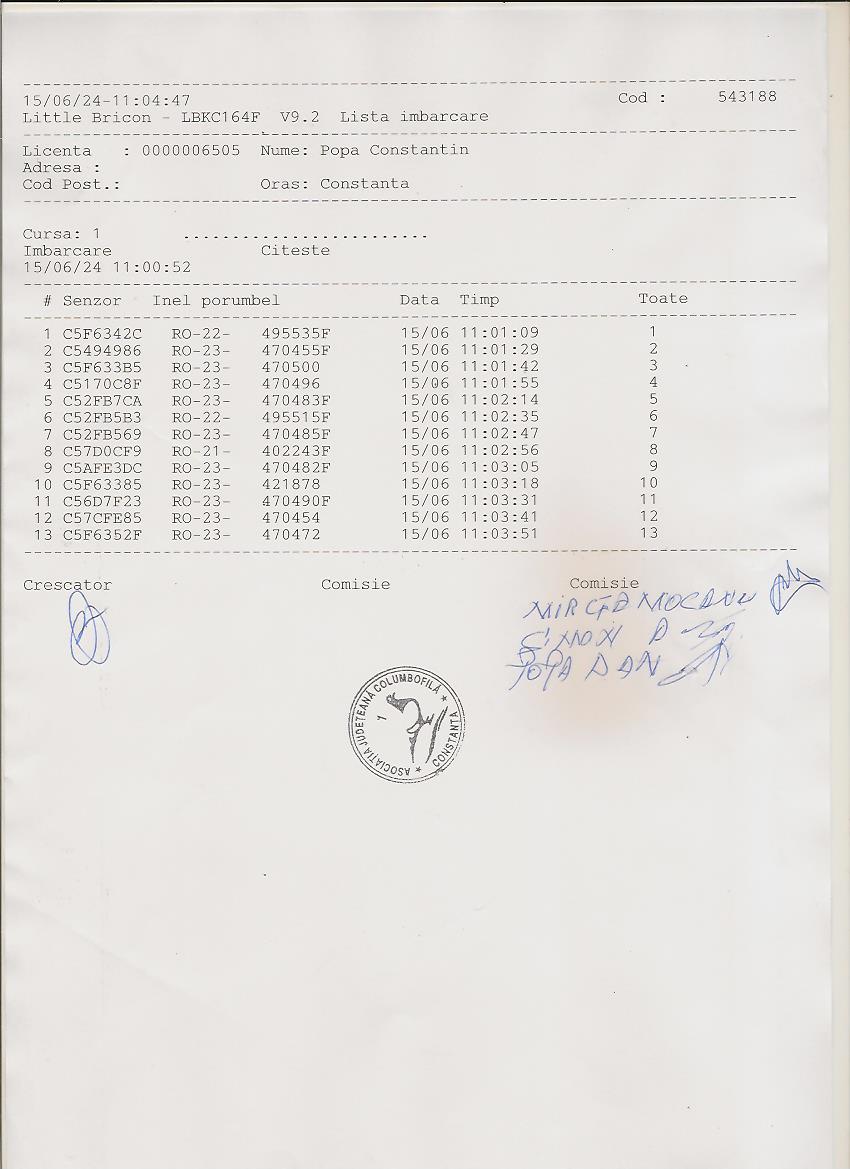 15/06/24-11:04:47 Cod : 543188
Little Bricon - LBKC164F V9.2 Lista imbarcare
Licenta : 0000006505 Nume: Popa Constantin
Adresa :
Cod Post.: Oras: Constanta
Cursa: 1 .........................
Imbarcare Citeste
15/06/24 11:00:52
# Senzor Inel porumbel Data Timp Toate
1 C5F6342C RO-22- 495535F 15/06 11:01:09 1
2 C5494986 RO-23- 470455F 15/06 11:01:29 2
3 C5F633B5 RO-23- 470500 15/06 11:01:42 3
4 C5170C8F RO-23- 470496 15/06 11:01:55 4
5 C52FB7CA RO-23- 470483F 15/06 11:02:14 5
6 C52FB5B3 RO-22- 495515F 15/06 11:02:35 6
7 C52FB569 RO-23- 470485F 15/06 11:02:47 7
8 C57D0CF9 RO-21- 402243F 15/06 11:02:56 8
9 C5AFE3DC RO-23- 470482F 15/06 11:03:05 9
10 C5F63385 RO-23- 421878 15/06 11:03:18 10
11 C56D7F23 RO-23- 470490F 15/06 11:03:31 11
12 C57CFE85 RO-23- 470454 15/06 11:03:41 12
13 C5F6352F RO-23- 470472 15/06 11:03:51 13
Crescator Comisie Comisie
MIRCEA MOCANU
POPA DAN
ASOCIATIA JUDEȚEANĂ COLUMBOFILĂ * CONSTANTA *
1